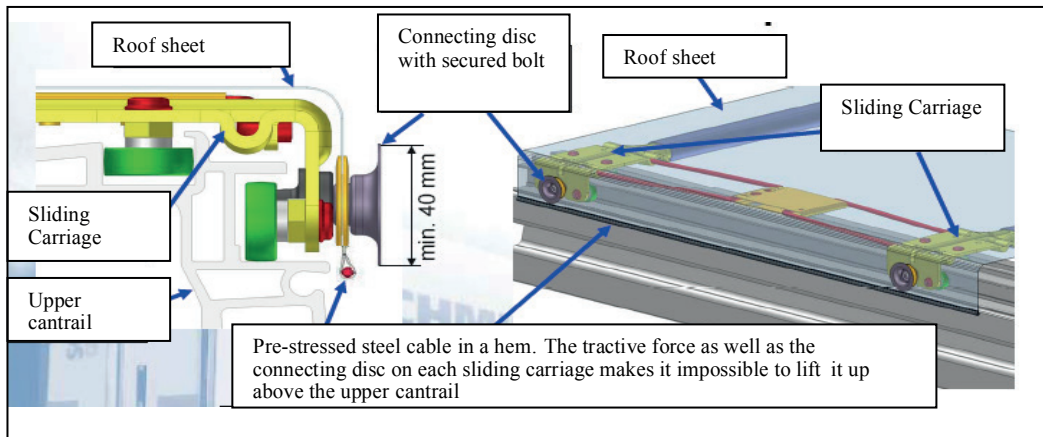 Roof sheet
Connecting disc
with secured bolt
Roof sheet
Sliding Carriage
min. 40 mm
Sliding
Carriage
Upper
cantrail
Pre-stressed steel cable in a hem. The tractive force as well as the
connecting disc on each sliding carriage makes it impossible to lift it up
above the upper cantrail